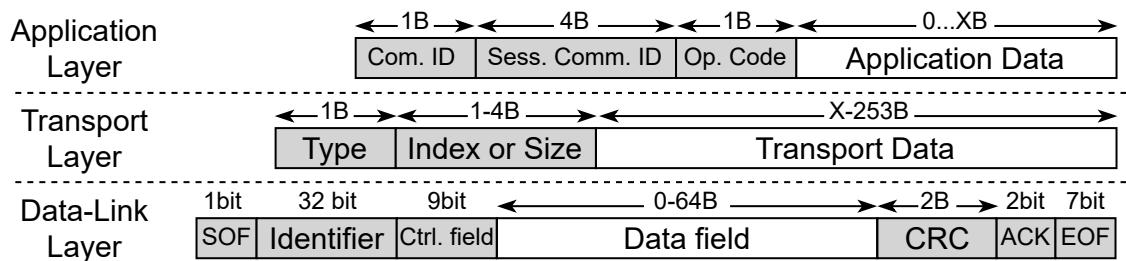 Application Layer
1B 4B 1B 0...XB
Com. ID Sess. Comm. ID Op. Code Application Data
Transport Layer
1B 1-4B X-253B
Type Index or Size Transport Data
Data-Link Layer
1bit 32 bit 9bit 0-64B 2B 2bit 7bit
SOF Identifier Ctrl. field Data field CRC ACK EOF